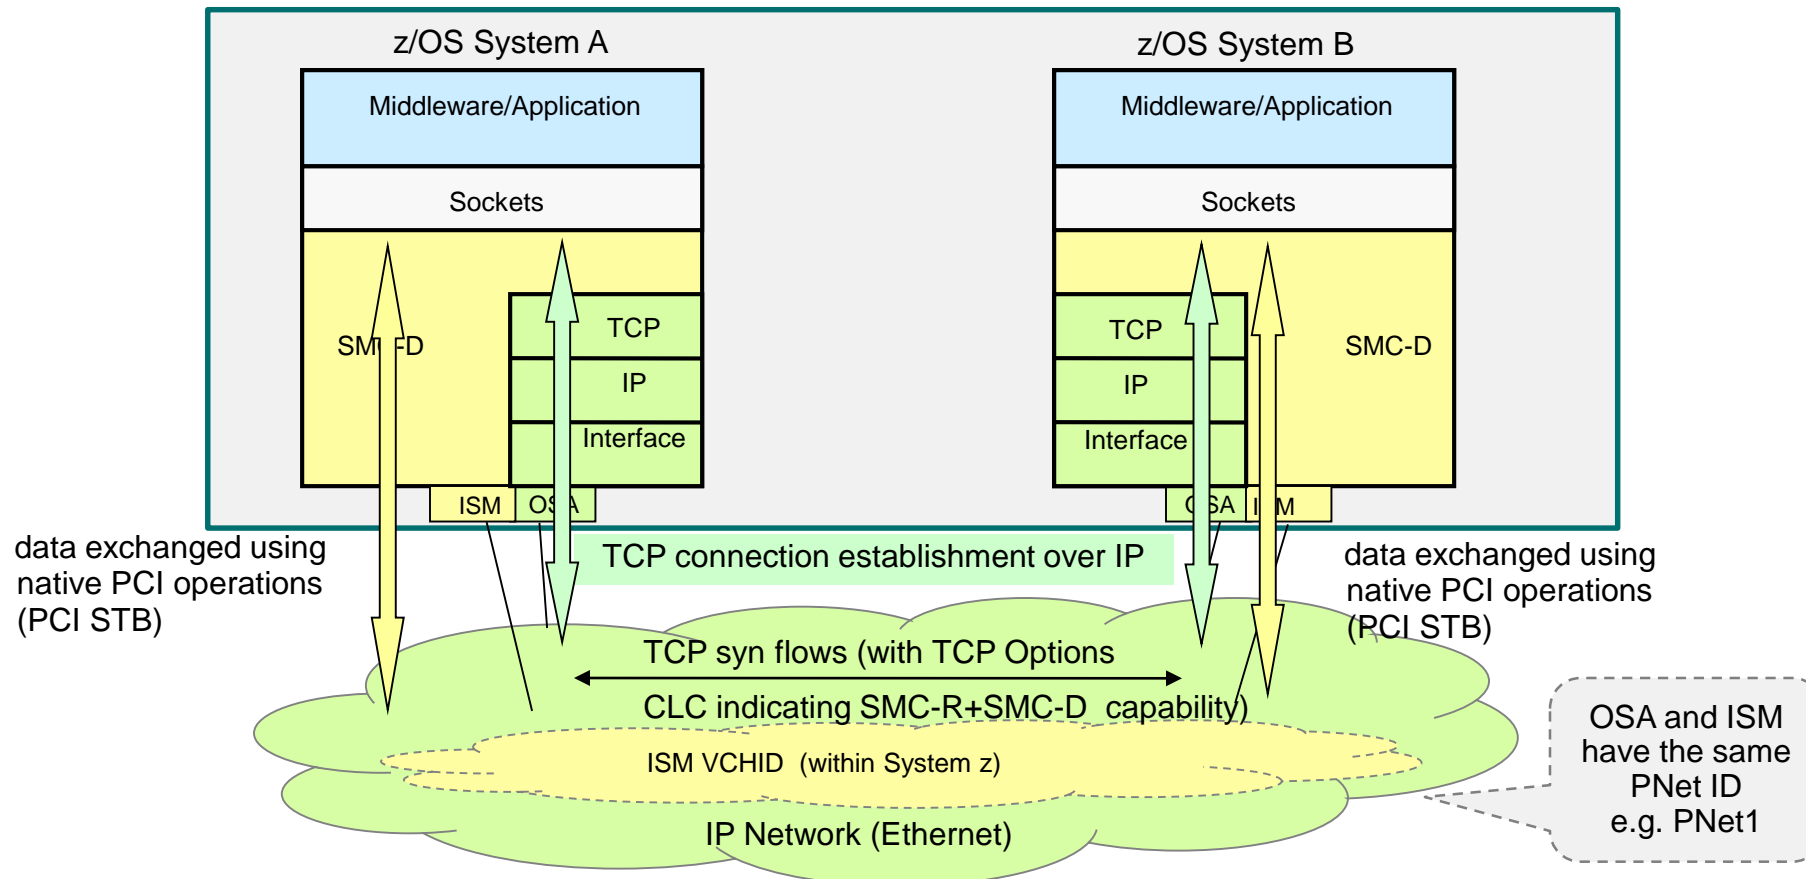 z/OS System A
z/OS System B
Middleware/Application
Middleware/Application
Sockets
Sockets
TCP
TCP
SMC-D
SMC-D
IP
IP
Interface
Interface
ISM
OSA
OSA
ISM
data exchanged using
native PCI operations
(PCI STB)
TCP connection establishment over IP
data exchanged using
native PCI operations
(PCI STB)
TCP syn flows (with TCP Options
CLC indicating SMC-R+SMC-D capability)
ISM VCHID (within System z)
IP Network (Ethernet)
OSA and ISM
have the same
PNet ID
e.g. PNet1